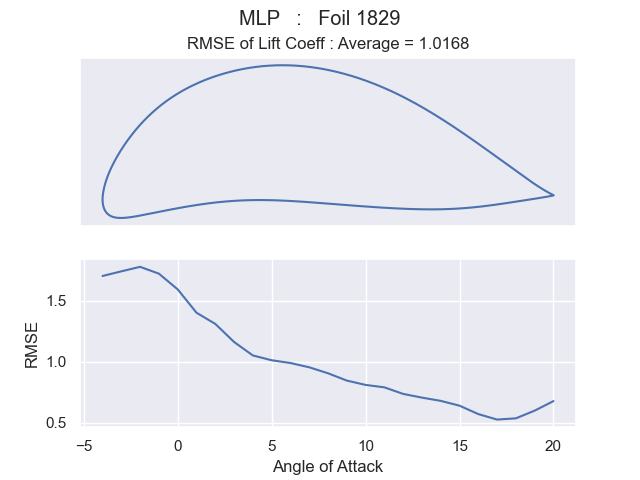 MLP : Foil 1829
RMSE of Lift Coeff : Average = 1.0168
1.5
1.0
0.5
RMSE
−5 0 5 10 15 20
Angle of Attack